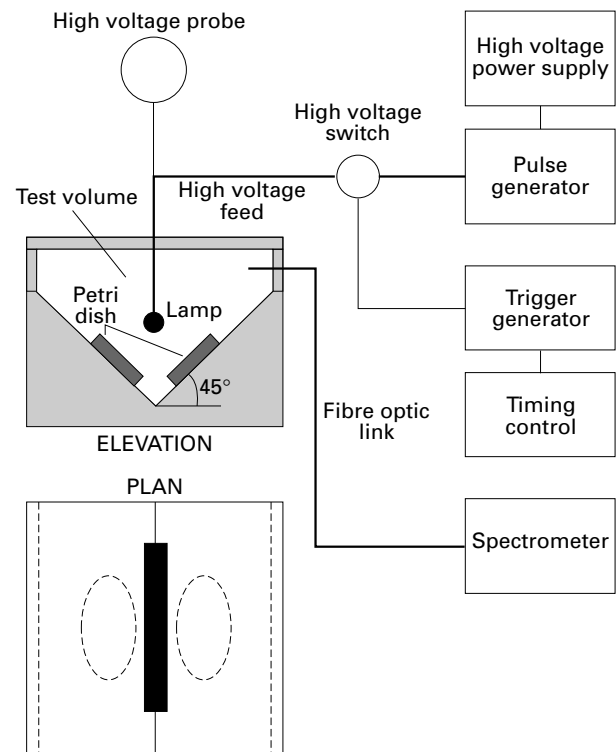 High voltage probe
High voltage
power supply
High voltage
switch
Pulse
generator
Test volume
High voltage
feed
Petri
dish
Lamp
Trigger
generator
45°
Fibre optic
link
Timing
control
ELEVATION
PLAN
Spectrometer